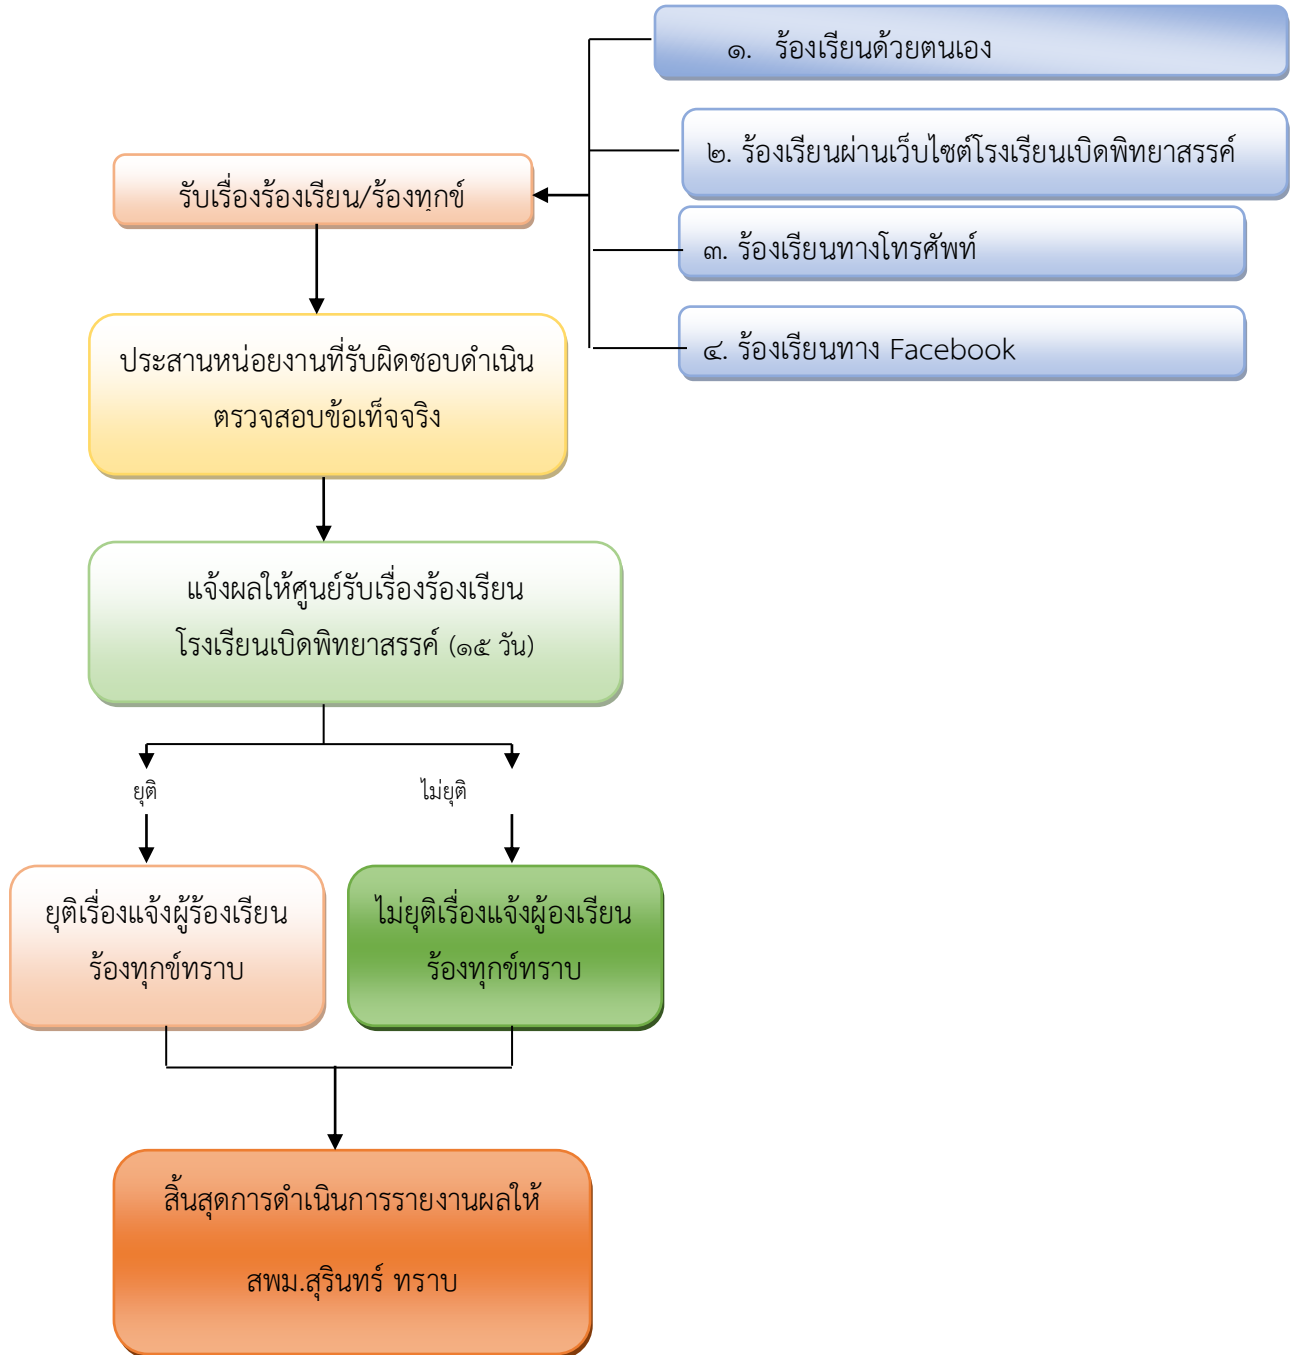 ๑. ร้องเรียนด้วยตนเอง
๒. ร้องเรียนผ่านเว็บไซต์โรงเรียนเบิดพิทยาสรรค์
รับเรื่องร้องเรียน/ร้องทุกข์
๓. ร้องเรียนทางโทรศัพท์
๔. ร้องเรียนทาง Facebook
ประสานหน่อยงานที่รับผิดชอบดำเนิน
ตรวจสอบข้อเท็จจริง
แจ้งผลให้ศูนย์รับเรื่องร้องเรียน
โรงเรียนเบิดพิทยาสรรค์ (๑๕ วัน)
ยุติ
ไม่ยุติ
ยุติเรื่องแจ้งผู้ร้องเรียน
ร้องทุกข์ทราบ
ไม่ยุติเรื่องแจ้งผู้องเรียน
ร้องทุกข์ทราบ
สิ้นสุดการดำเนินการรายงานผลให้
สพม.สุรินทร์ ทราบ